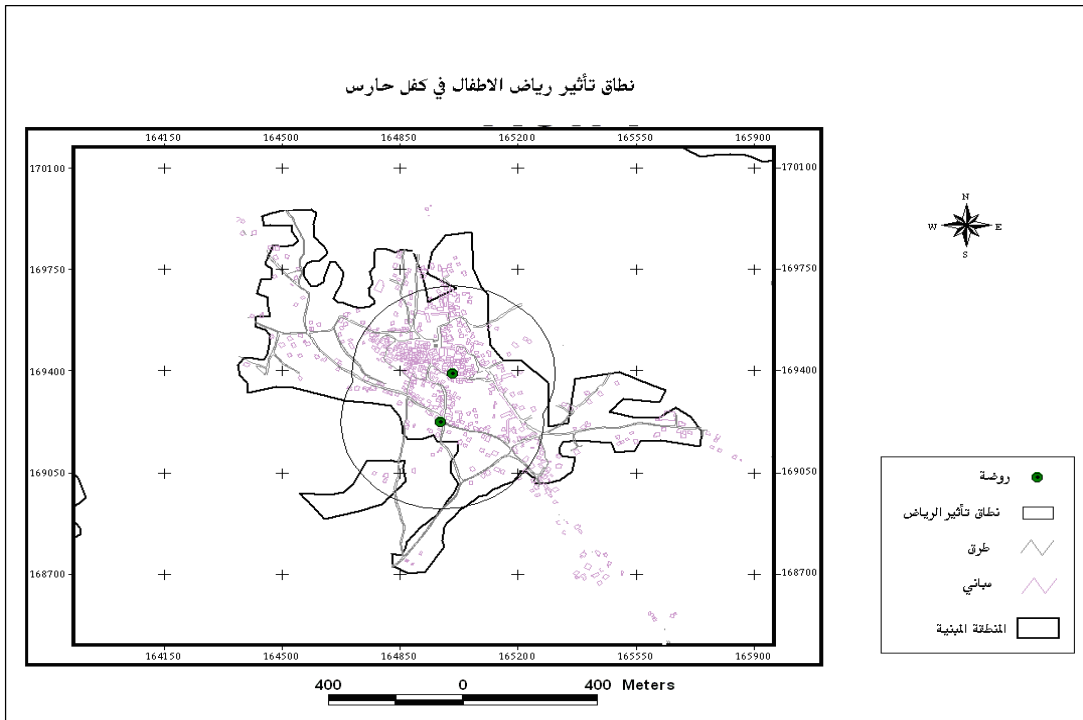 نطاق تأثير رياض الاطفال في كفل حارس
164150 164500 164850 165200 165550 165900
170100 170100
169750 169750
169400 169400
169050 169050
168700 168700
164150 164500 164850 165200 165550 165900
400 0 400 Meters
N
W E
S
روضة
نطاق تأثير الرياض
طرق
مباني
المنطقة المبنية